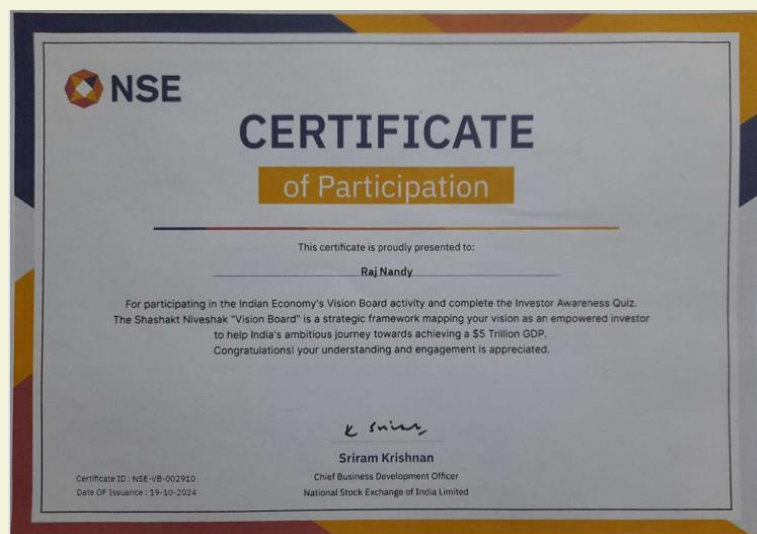 NSE
CERTIFICATE
of Participation
This certificate is proudly presented to:
Raj Nandy
For participating in the Indian Economy's Vision Board activity and complete the Investor Awareness Quiz.
The Shashakt Niveshak "Vision Board" is a strategic framework mapping your vision as an empowered investor
to help India's ambitious journey towards achieving a $5 Trillion GDP.
Congratulations! your understanding and engagement is appreciated.
Sriram Krishnan
Chief Business Development Officer
National Stock Exchange of India Limited
Certificate ID : NSE-VB-002910
Date OF Issuance : 19-10-2024